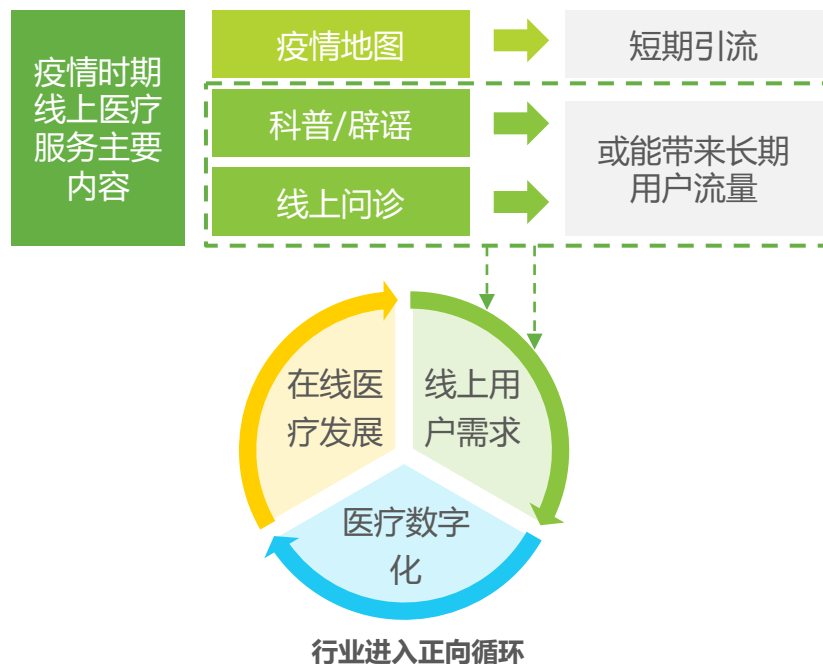 疫情时期
线上医疗
服务主要
内容
疫情地图
短期引流
科普/辟谣
线上问诊
或能带来长期
用户流量
在线医
疗发展
线上用
户需求
医疗数字
化
行业进入正向循环